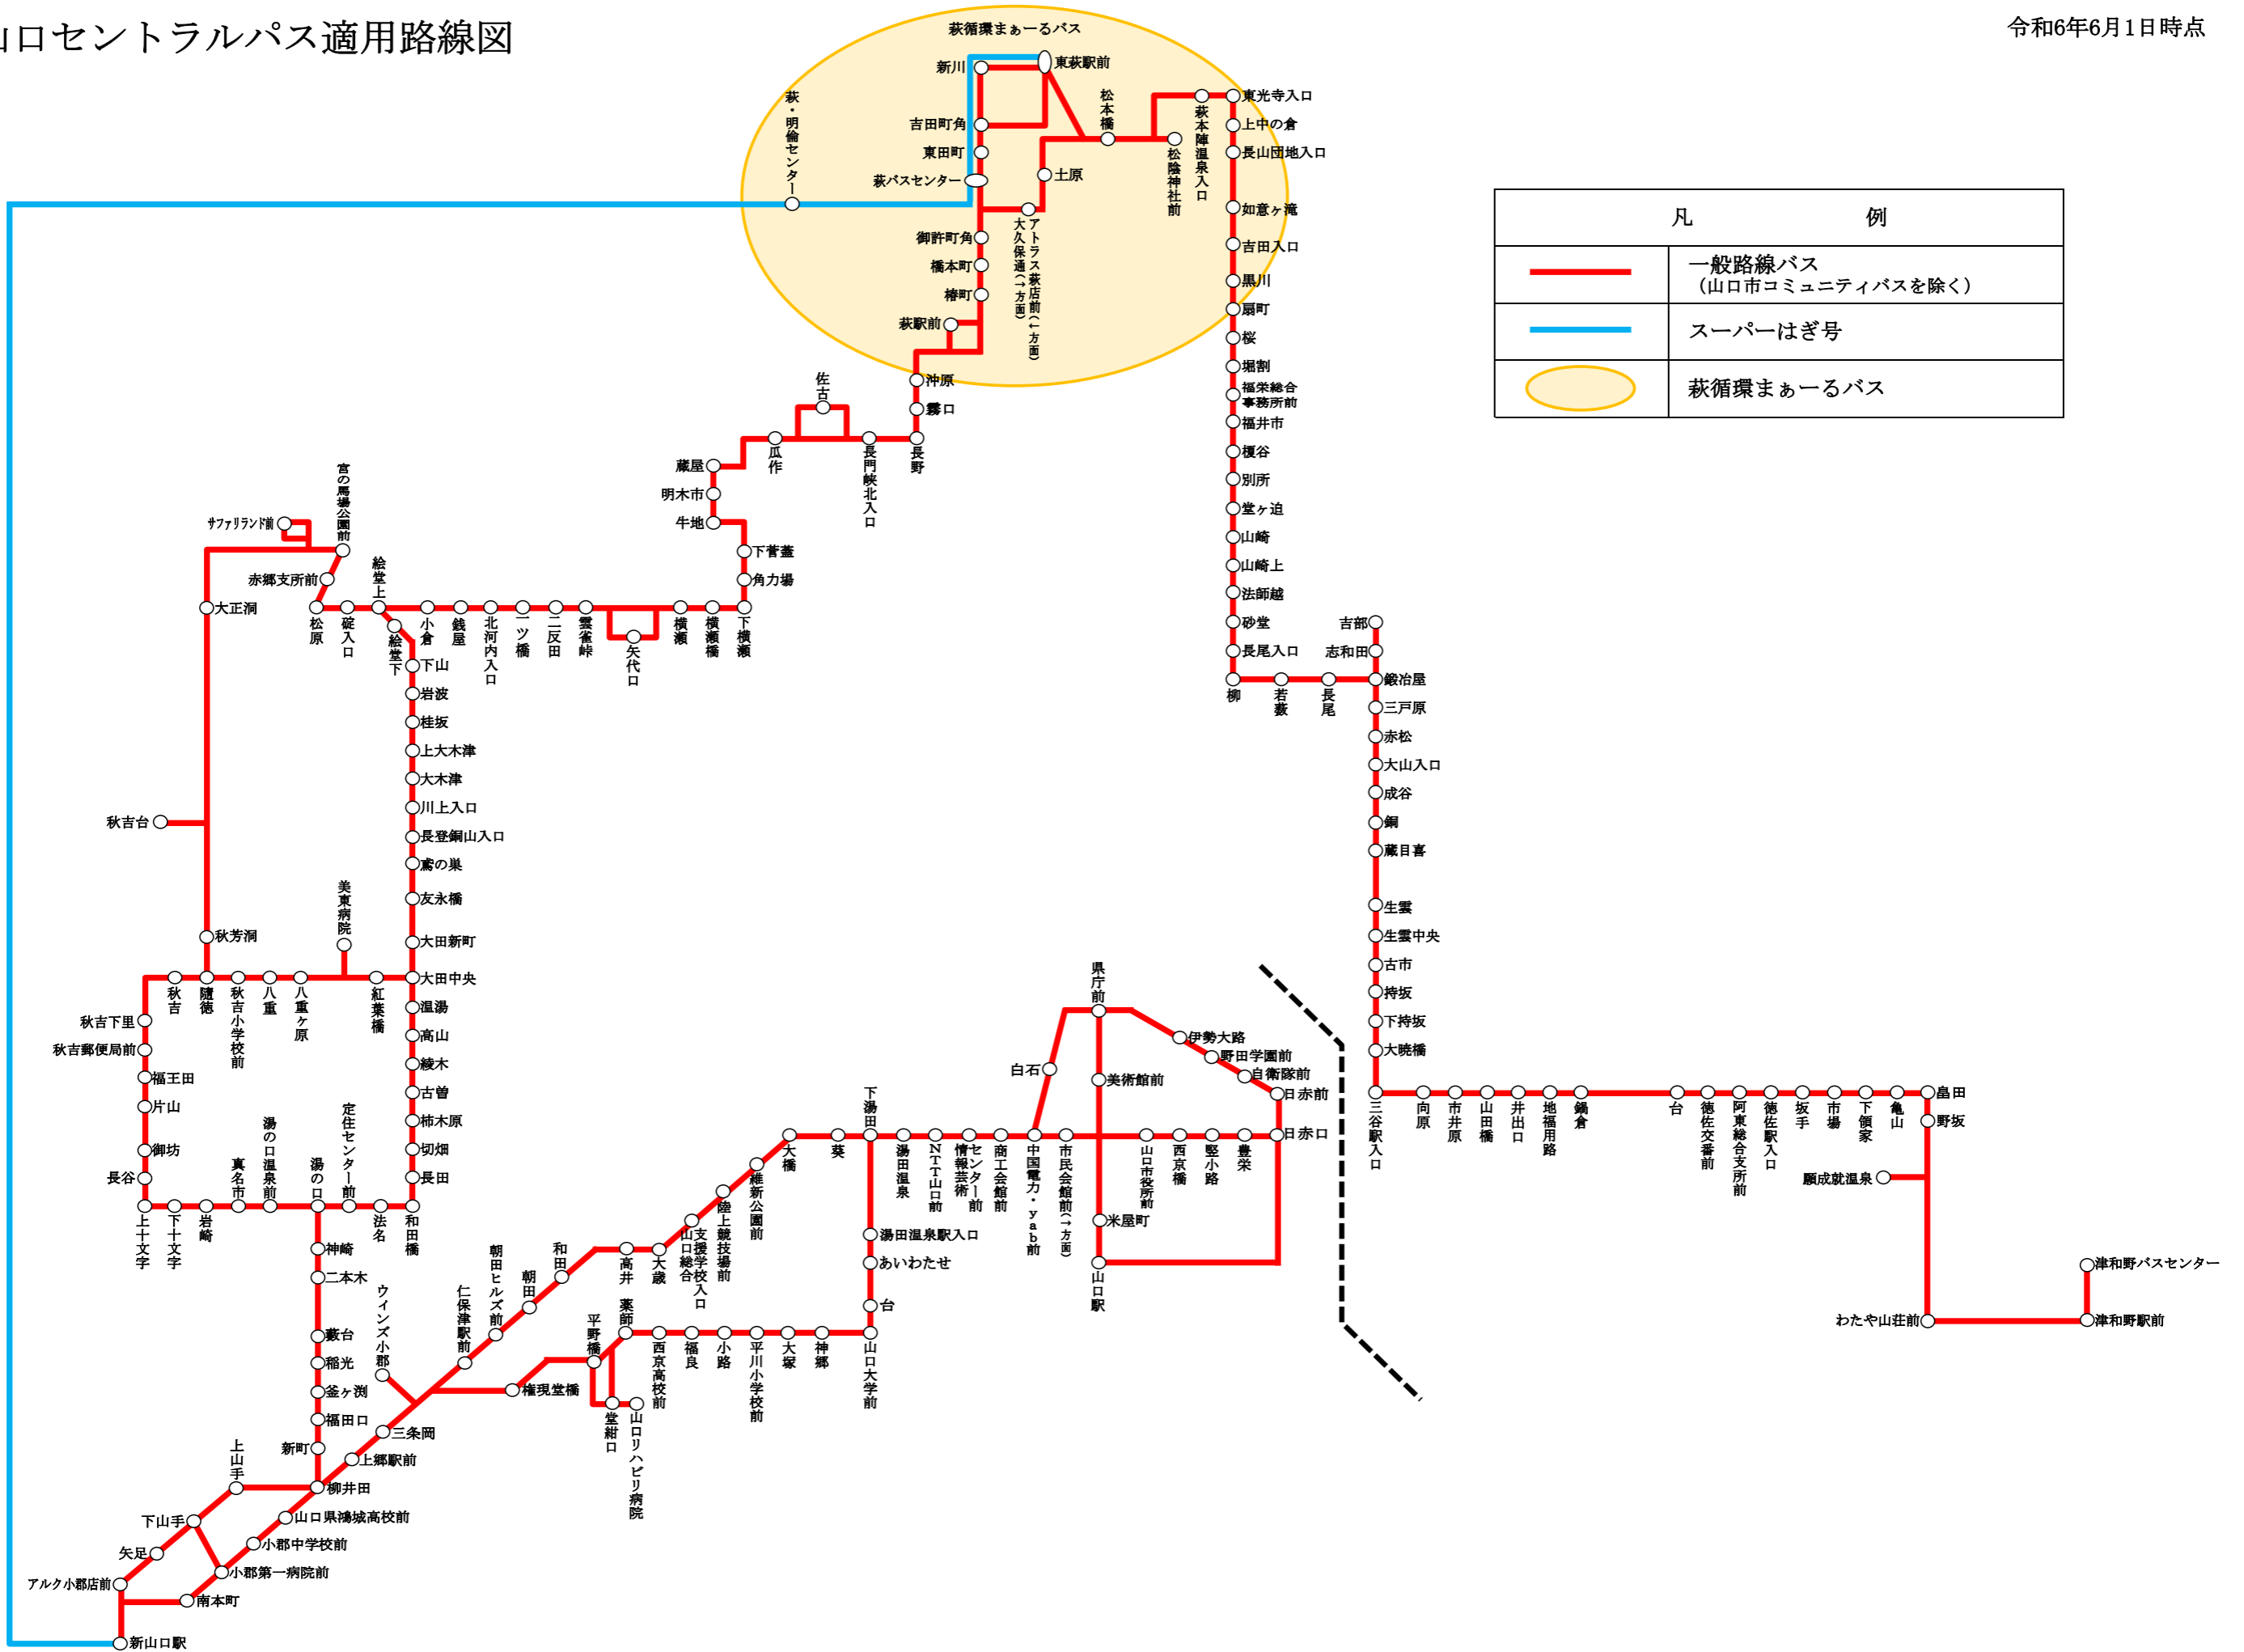 山口セントラルパス適用路線図
令和6年6月1日時点
萩循環まぁーるバス
新川
東萩駅前
萩・明倫センター
吉田町角
東田町
萩バスセンター
松本橋
萩本陣温泉入口
松陰神社前
土原
大久保通(→方面)
アトラス萩店前(←方面)
御許町角
橋本町
椿町
萩駅前
沖原
霧口
長野
長門峡北入口
佐古
瓜作
蔵屋
明木市
牛地
下菅蓋
角力場
下横瀬
横瀬橋
横瀬
矢代口
雲雀峠
二反田
一ツ橋
北河内入口
銭屋
小倉
絵堂上
絵堂下
碇入口
松原
赤郷支所前
宮の馬場公園前
サファリランド前
大正洞
秋吉台
秋芳洞
下山
岩波
桂坂
上大木津
大木津
川上入口
長登銅山入口
鳶の巣
友永橋
大田新町
大田中央
紅葉橋
美東病院
八重ヶ原
八重
秋吉小学校前
隨徳
秋吉
秋吉下里
秋吉郵便局前
福王田
片山
御坊
長谷
上十文字
下十文字
岩崎
真名市
湯の口温泉前
湯の口
定住センター前
法名
和田橋
温湯
高山
綾木
古曽
柿木原
切畑
長田
神崎
二本木
藪台
稲光
釜ヶ渕
福田口
新町
柳井田
上山手
下山手
矢足
アルク小郡店前
新山口駅
南本町
小郡第一病院前
小郡中学校前
山口県鴻城高校前
上郷駅前
三条岡
ウィンズ小郡
仁保津駅前
朝田ヒルズ前
朝田
和田
高井
大歳
山口総合
支援学校入口
陸上競技場前
維新公園前
大橋
葵
下湯田
湯田温泉
NTT山口前
情報芸術
センター前
商工会館前
中国電力・yab前
市民会館前(→方面)
山口市役所前
西京橋
竪小路
豊栄
日赤口
日赤前
自衛隊前
野田学園前
伊勢大路
県庁前
白石
美術館前
米屋町
山口駅
湯田温泉駅入口
あいわたせ
台
山口大学前
神郷
大塚
平川小学校前
小路
福良
西京高校前
薬師
平野橋
堂紺口
山口リハビリ病院
権現堂橋
東光寺入口
上中の倉
長山団地入口
如意ヶ滝
吉田入口
黒川
扇町
桜
堀割
福栄総合
事務所前
福井市
榎谷
別所
堂ヶ迫
山崎
山崎上
法師越
砂堂
長尾入口
柳
若薮
長尾
吉部
志和田
鍛冶屋
三戸原
赤松
大山入口
成谷
銅
蔵目喜
生雲
生雲中央
古市
持坂
下持坂
大暁橋
三谷駅入口
向原
市井原
山田橋
井出口
地福用路
鍋倉
台
徳佐交番前
阿東総合支所前
徳佐駅入口
坂手
市場
下領家
亀山
畠田
野坂
願成就温泉
わたや山荘前
津和野駅前
津和野バスセンター
凡　例
一般路線バス
(山口市コミュニティバスを除く)
スーパーはぎ号
萩循環まぁーるバス